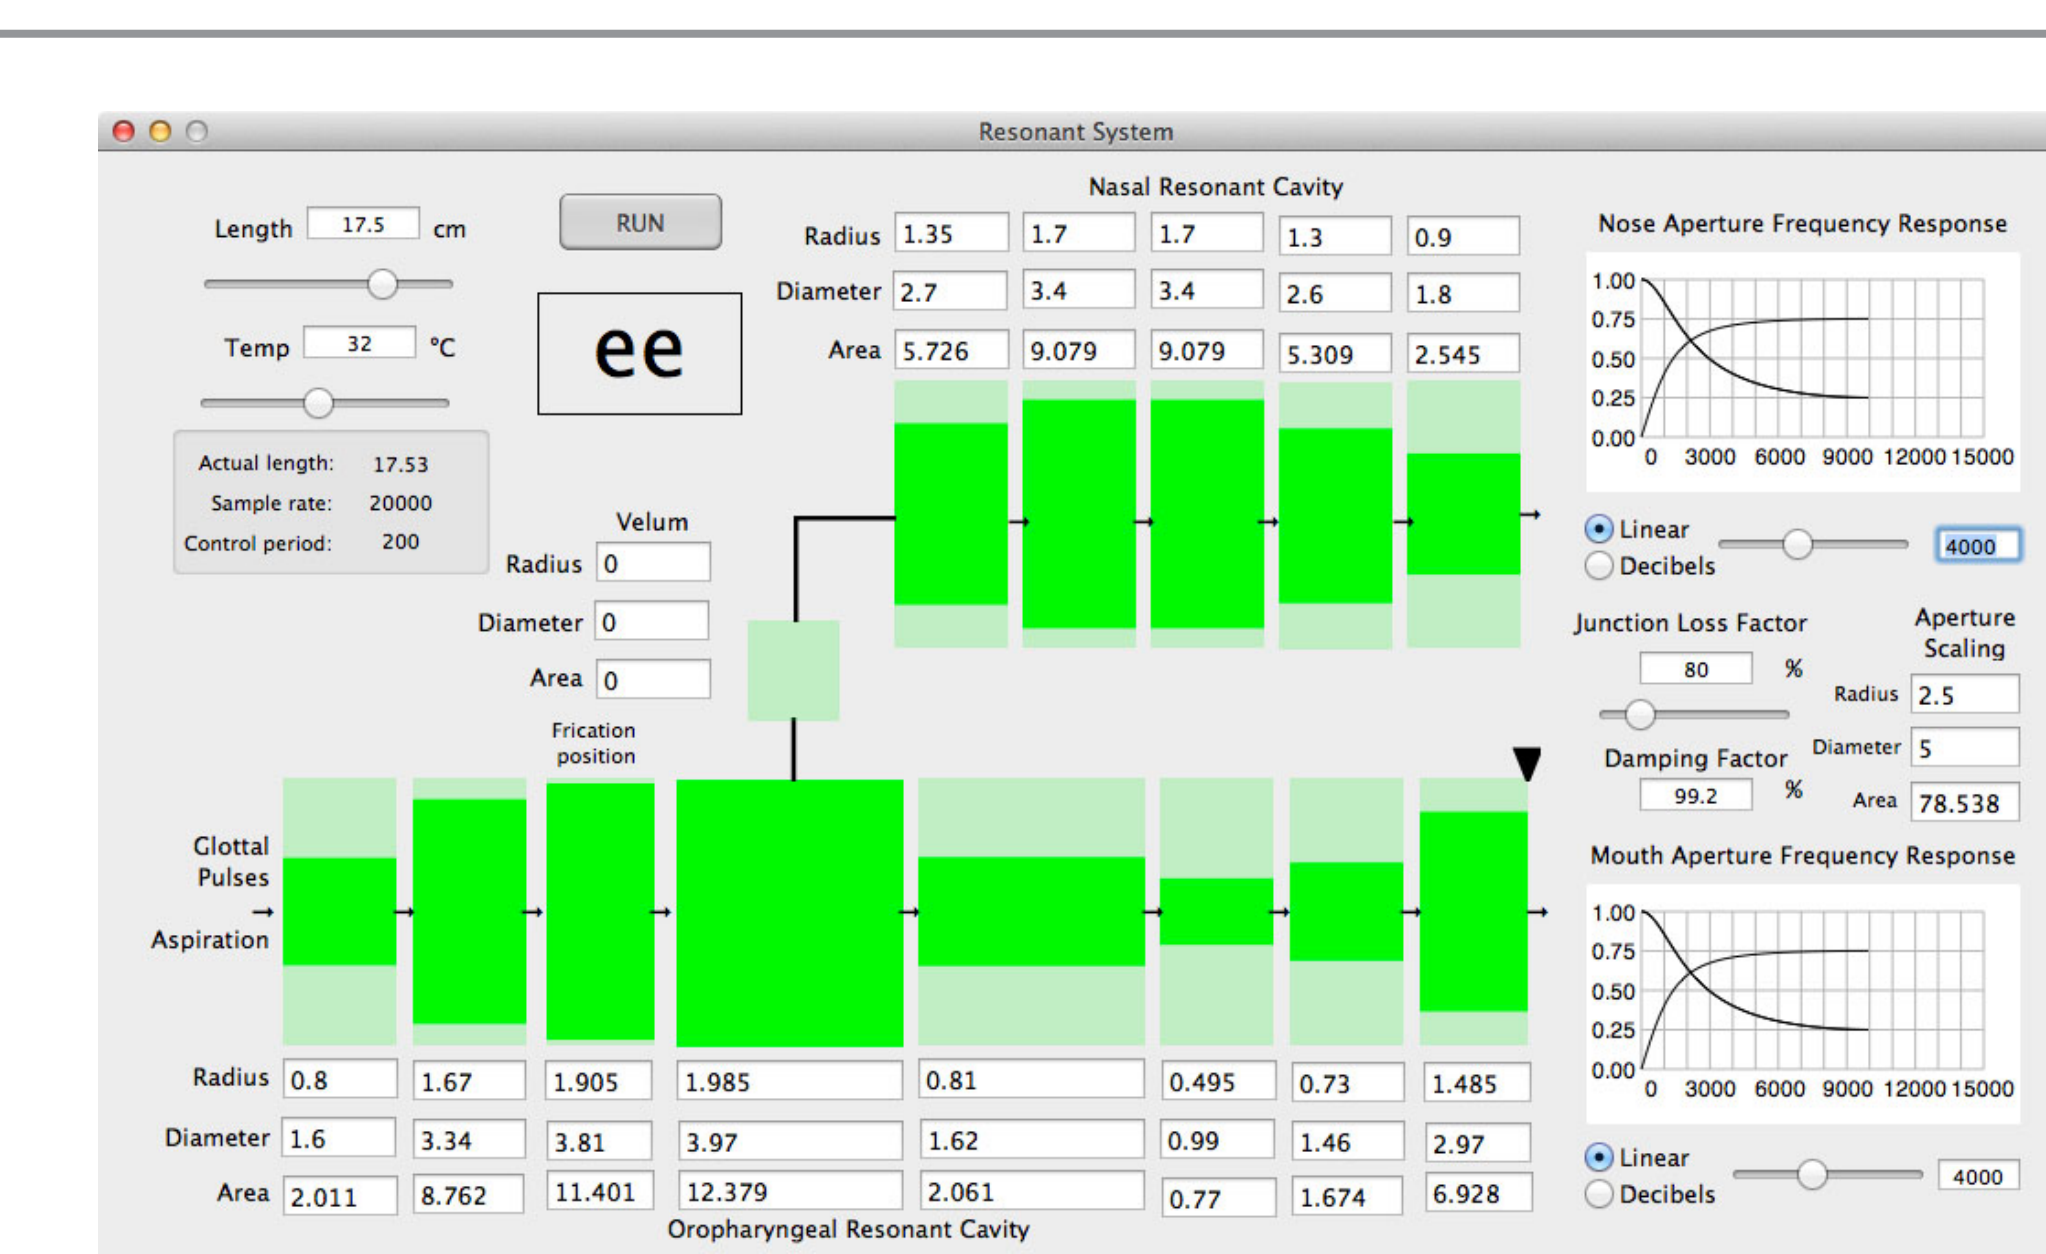 Resonant System
Length 17.5 cm
RUN
Temp 32 °C
ee
Actual length: 17.53
Sample rate: 20000
Control period: 200
Nasal Resonant Cavity
Radius 1.35 1.7 1.7 1.3 0.9
Diameter 2.7 3.4 3.4 2.6 1.8
Area 5.726 9.079 9.079 5.309 2.545
Velum
Radius 0
Diameter 0
Area 0
Frication
position
Glottal
Pulses
Aspiration
Radius 0.8 1.67 1.905 1.985 0.81 0.495 0.73 1.485
Diameter 1.6 3.34 3.81 3.97 1.62 0.99 1.46 2.97
Area 2.011 8.762 11.401 12.379 2.061 0.77 1.674 6.928
Oropharyngeal Resonant Cavity
Nose Aperture Frequency Response
1.00
0.75
0.50
0.25
0.00
0 3000 6000 9000 12000 15000
Linear
Decibels
4000
Junction Loss Factor
80 %
Damping Factor
99.2 %
Aperture
Scaling
Radius 2.5
Diameter 5
Area 78.538
Mouth Aperture Frequency Response
1.00
0.75
0.50
0.25
0.00
0 3000 6000 9000 12000 15000
Linear
Decibels
4000